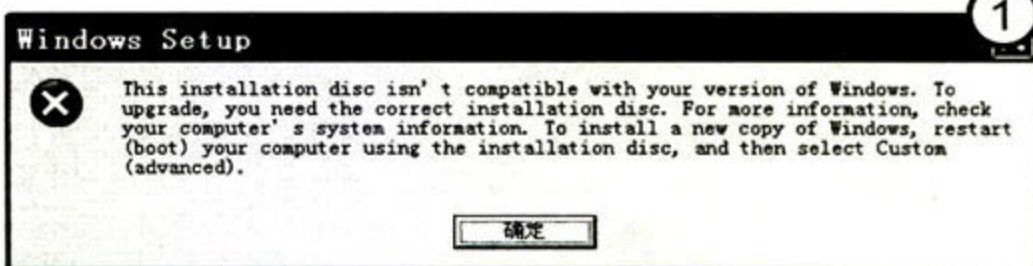 1
Windows Setup
This installation disc isn't compatible with your version of Windows. To
upgrade, you need the correct installation disc. For more information, check
your computer's system information. To install a new copy of Windows, restart
(boot) your computer using the installation disc, and then select Custom
(advanced).
确定